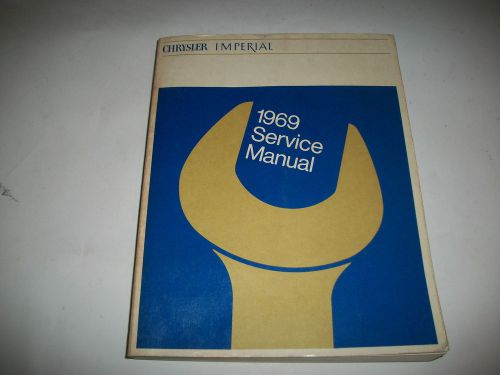 CHRYSLER IMPERIAL
1969
Service
Manual